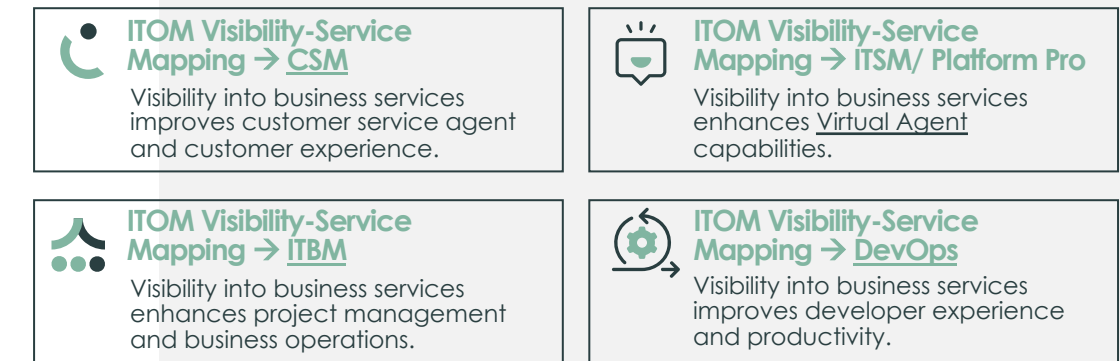 ITOM Visibility-Service
Mapping → CSM
Visibility into business services
improves customer service agent
and customer experience.
ITOM Visibility-Service
Mapping → ITSM/ Platform Pro
Visibility into business services
enhances Virtual Agent
capabilities.
ITOM Visibility-Service
Mapping → ITBM
Visibility into business services
enhances project management
and business operations.
ITOM Visibility-Service
Mapping → DevOps
Visibility into business services
improves developer experience
and productivity.